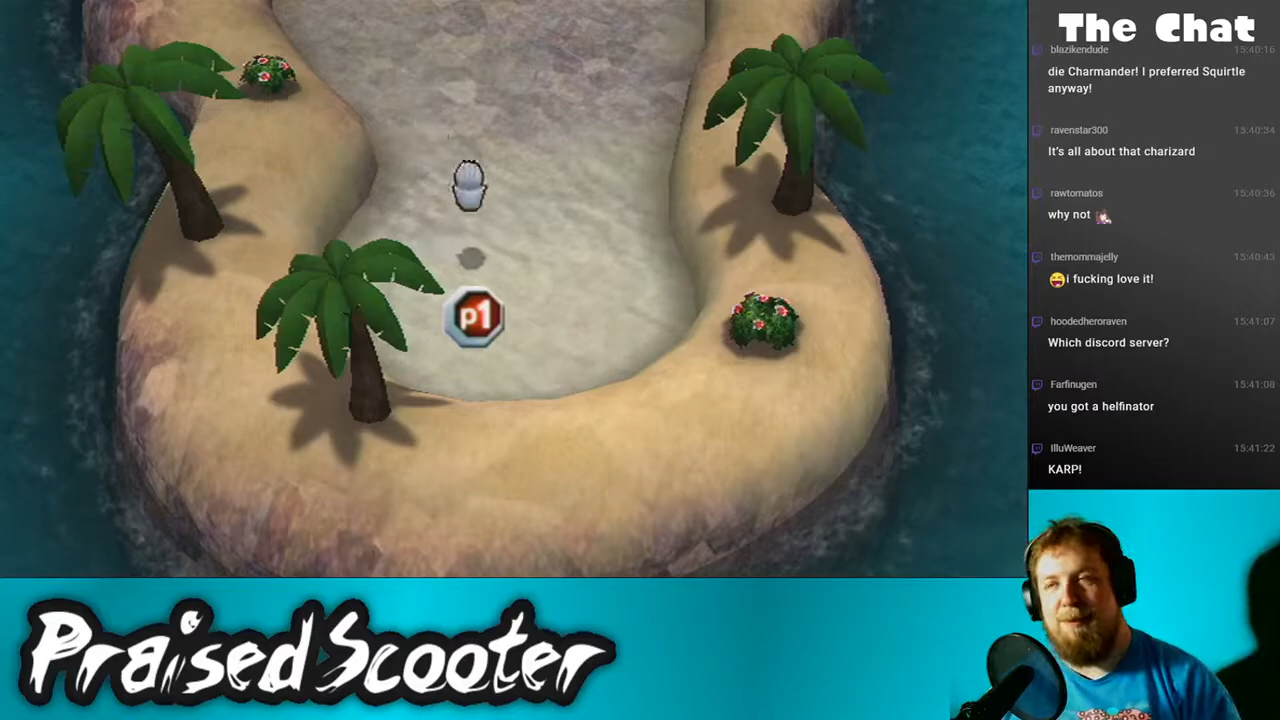 The Chat
blazikendude 15:40:16
die Charmander! I preferred Squirtle
anyway!
ravenstar300 15:40:34
It's all about that charizard
rawtomatos 15:40:36
why not
themommajelly 15:40:43
i fucking love it!
hoodedheroraven 15:41:07
Which discord server?
Farfinugen 15:41:08
you got a helfinator
IlluWeaver 15:41:22
KARP!
p1
PraisedScooter